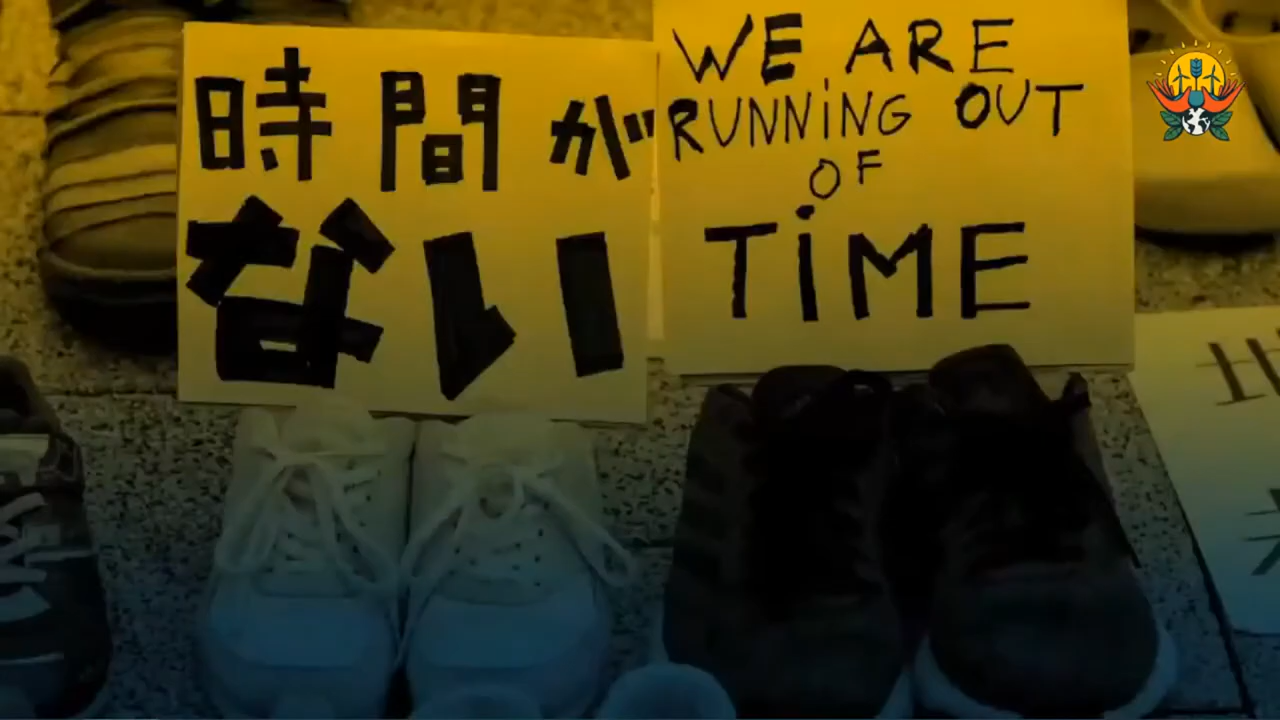 時間が
ない
WE ARE
RUNNING OUT
OF
TIME